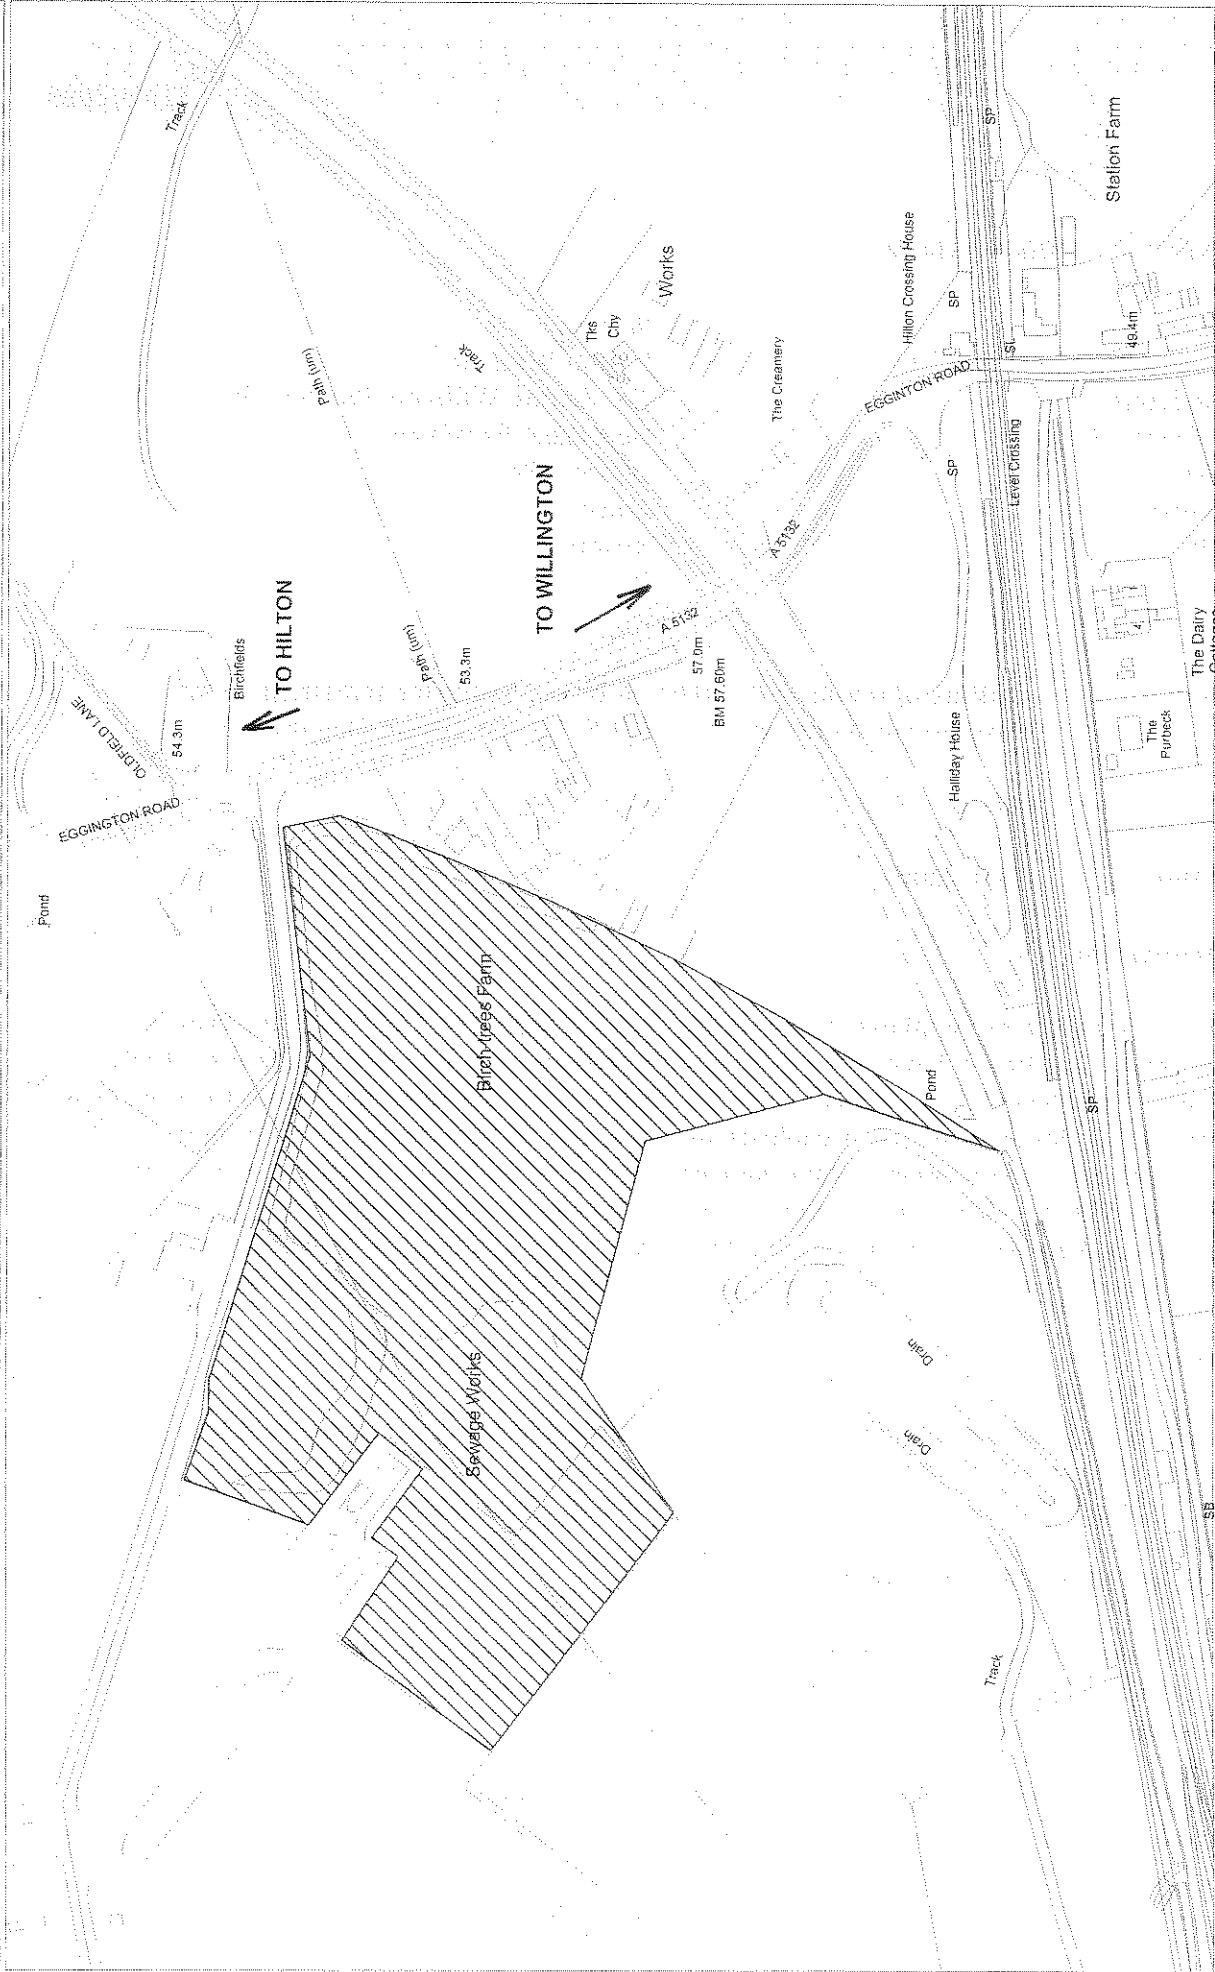 Pond
EGGINGTON ROAD
OLDFIELD LANE
54.3m
Birchfields
TO HILTON
Track
Path (um)
Path (um)
53.3m
Track
TO WILLINGTON
A 5132
57.0m
BM 57.60m
Tks
Chy
Works
The Creamery
A 5132
EGGINTON ROAD
Hilton Crossing House
SP
SP
SP
SL
Level Crossing
Station Farm
49.4m
Halliday House
The
Purbeck
4
1
The Dairy
Birch-trees Farm
Sewage Works
Pond
Drain
Drain
Track
SP
SB